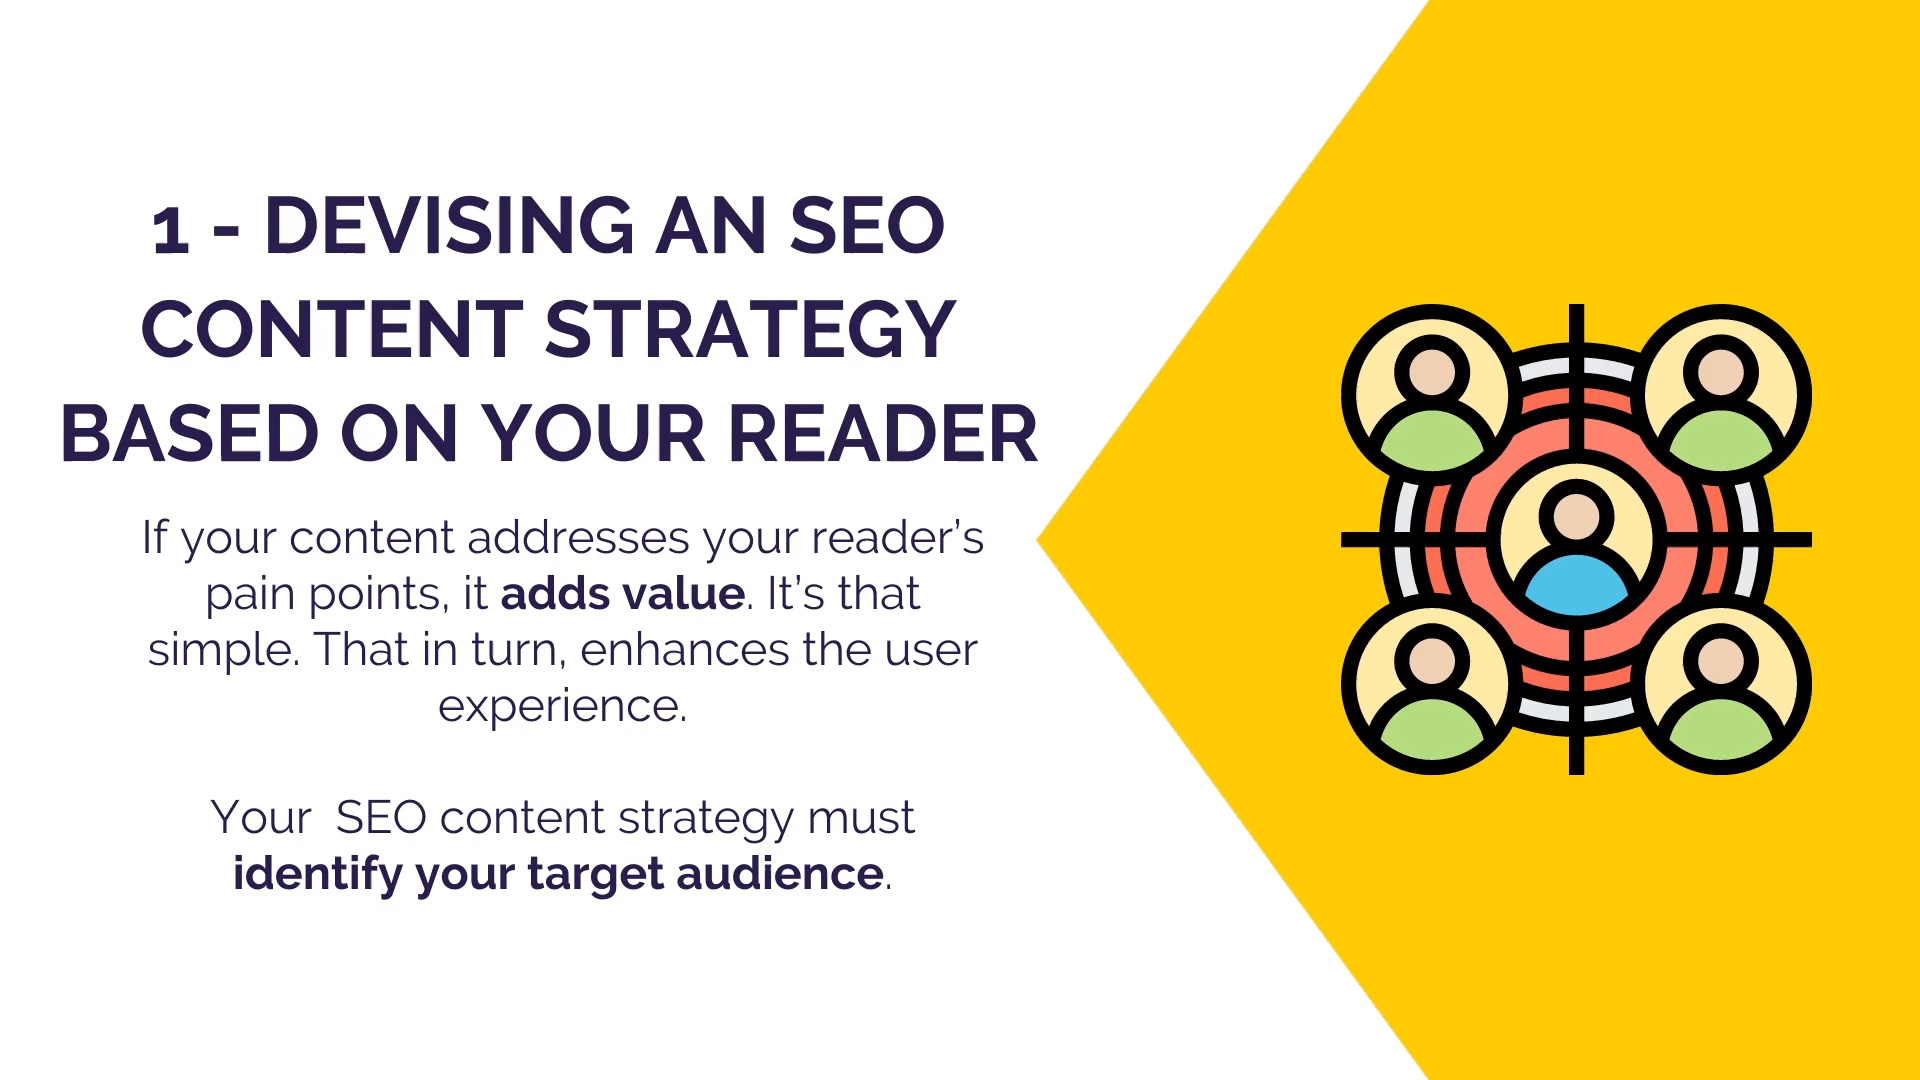 1 - DEVISING AN SEO
CONTENT STRATEGY
BASED ON YOUR READER
If your content addresses your reader’s
pain points, it adds value. It’s that
simple. That in turn, enhances the user
experience.
Your  SEO content strategy must
identify your target audience.